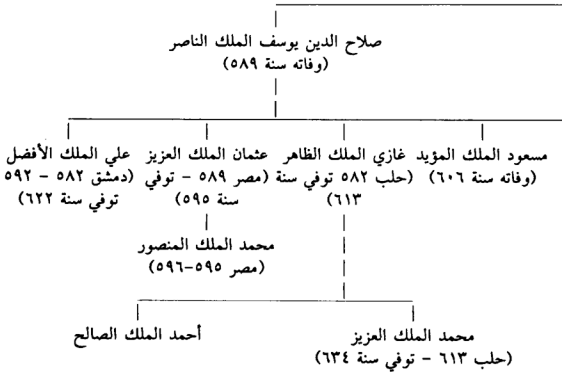 صلاح الدين يوسف الملك الناصر
(وفاته سنة ٥٨٩)
مسعود الملك المؤيد
(وفاته سنة ٦٠٦)
غازي الملك الظاهر
(حلب ٥٨٢ توفي سنة
٦١٣)
عثمان الملك العزيز
(مصر ٥٨٩ - توفي
سنة ٥٩٥)
علي الملك الأفضل
(دمشق ٥٨٢ - ٥٩٢
توفي سنة ٦٢٢)
محمد الملك المنصور
(مصر ٥٩٥-٥٩٦)
محمد الملك العزيز
(حلب ٦١٣ - توفي سنة ٦٣٤)
أحمد الملك الصالح